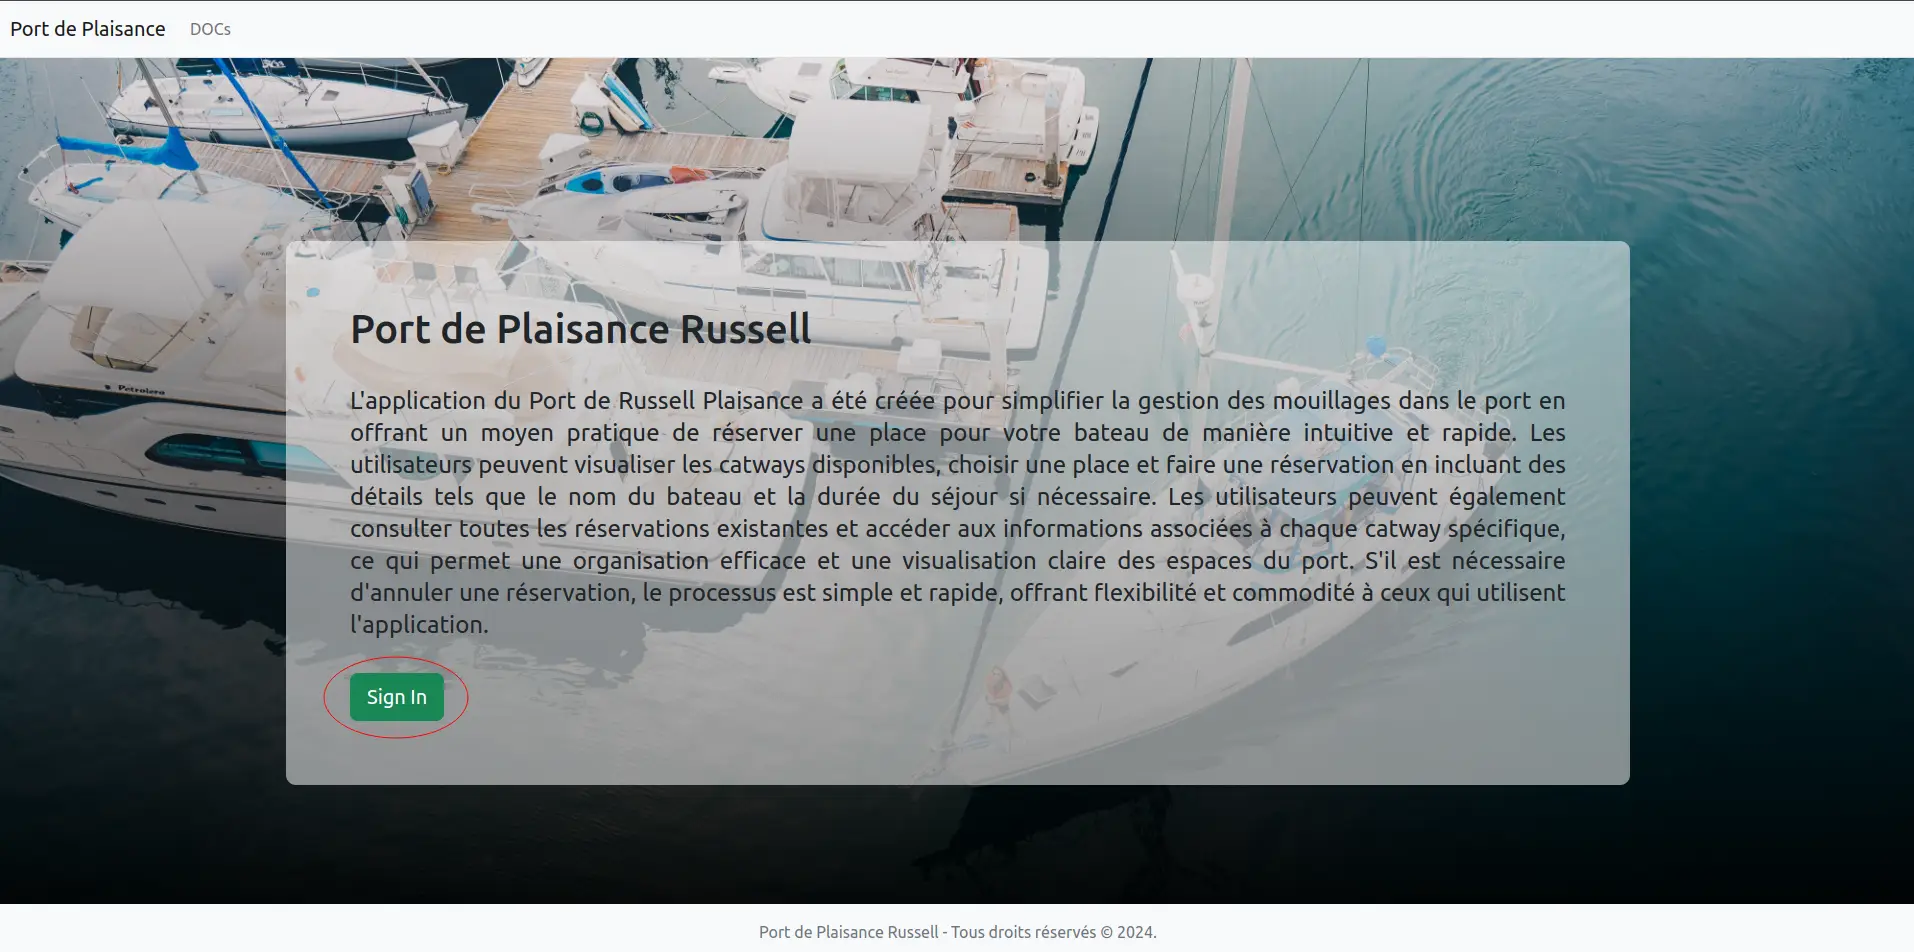 Port de Plaisance DOCs
Petrolero
Port de Plaisance Russell
L'application du Port de Russell Plaisance a été créée pour simplifier la gestion des mouillages dans le port en
offrant un moyen pratique de réserver une place pour votre bateau de manière intuitive et rapide. Les
utilisateurs peuvent visualiser les catways disponibles, choisir une place et faire une réservation en incluant des
détails tels que le nom du bateau et la durée du séjour si nécessaire. Les utilisateurs peuvent également
consulter toutes les réservations existantes et accéder aux informations associées à chaque catway spécifique,
ce qui permet une organisation efficace et une visualisation claire des espaces du port. S'il est nécessaire
d'annuler une réservation, le processus est simple et rapide, offrant flexibilité et commodité à ceux qui utilisent
l'application.
Sign In
Port de Plaisance Russell - Tous droits réservés © 2024.